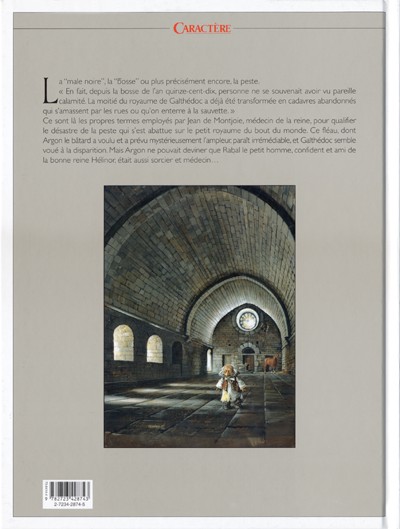 CARACTÈRE
La "male noire", la "Bosse" ou plus précisément encore, la peste.
« En fait, depuis la bosse de l'an quinze-cent-dix, personne ne se souvenait avoir vu pareille
calamité. La moitié du royaume de Galthédoc a déjà été transformée en cadavres abandonnés
qui s'amassent par les rues ou qu'on enterre à la sauvette. »
Ce sont là les propres termes employés par Jean de Montjoie, médecin de la reine, pour qualifier
le désastre de la peste qui s'est abattue sur le petit royaume du bout du monde. Ce fléau, dont
Argon le bâtard a voulu et a prévu mystérieusement l'ampleur: paraît irrémédiable, et Galthédoc semble
voué à la disparition. Mais Argon ne pouvait deviner que Rabal le petit homme, confident et ami de
la bonne reine Hélinor, était aussi sorcier et médecin...
9 782723 428743
2-7234-2874-5